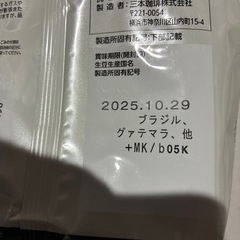 製造者：三本珈琲株式会社
〒221-0054
横浜市神奈川区山内町15-4
製造所固有記号 下部記載
賞味期限(開封前)
生豆生産国名
製造所固有記号
2025.10.29
ブラジル、
グァテマラ、他
+MK/b05K